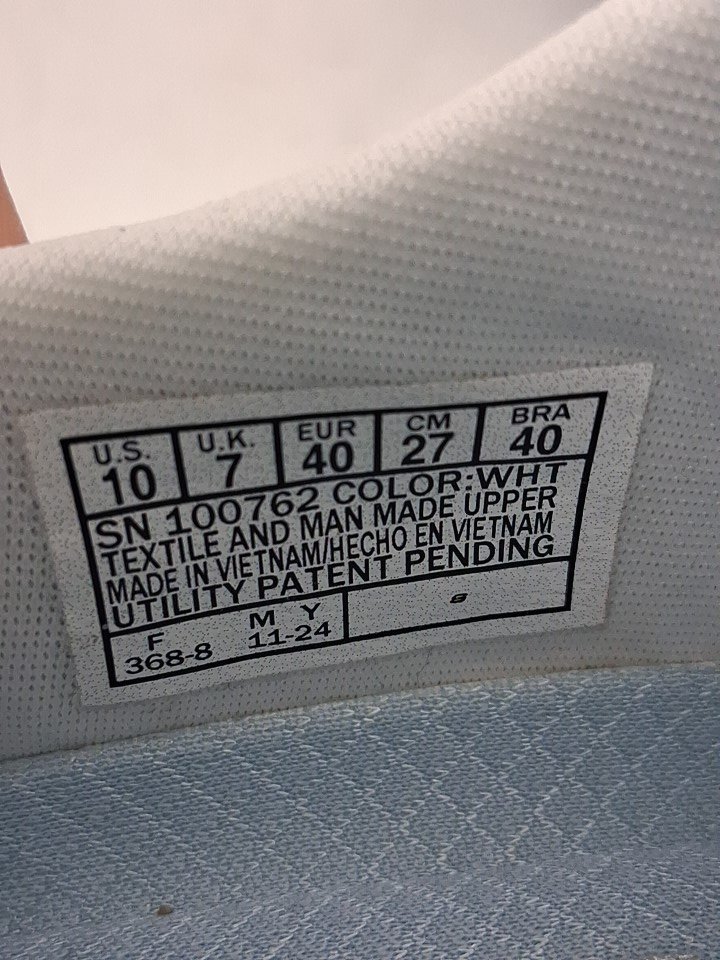 U.S. U.K. EUR CM BRA
10 7 40 27 40
SN 100762 COLOR:WHT
TEXTILE AND MAN MADE UPPER
MADE IN VIETNAM/HECHO EN VIETNAM
UTILITY PATENT PENDING
F M Y
368-8 11-24